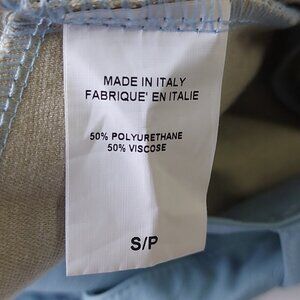 MADE IN ITALY
FABRIQUE' EN ITALIE
50% POLYURETHANE
50% VISCOSE
S/P